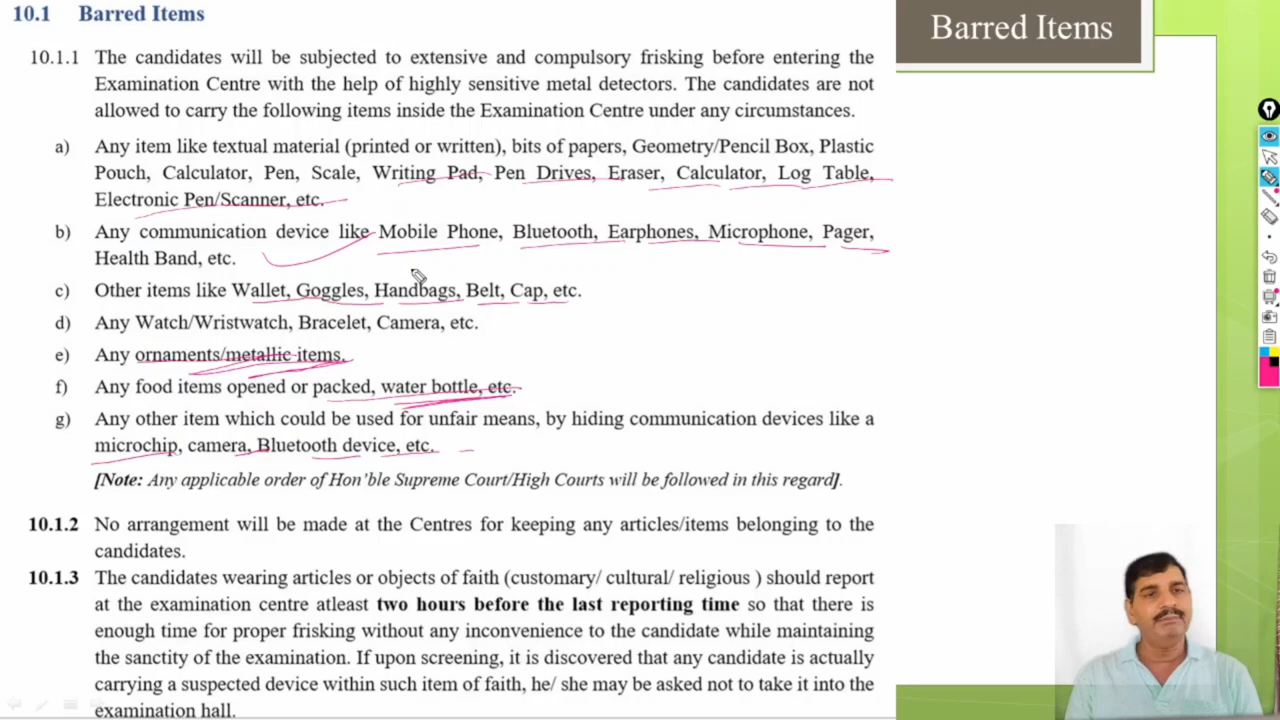 10.1 Barred Items
Barred Items
10.1.1 The candidates will be subjected to extensive and compulsory frisking before entering the
Examination Centre with the help of highly sensitive metal detectors. The candidates are not
allowed to carry the following items inside the Examination Centre under any circumstances.
a) Any item like textual material (printed or written), bits of papers, Geometry/Pencil Box, Plastic
Pouch, Calculator, Pen, Scale, Writing Pad, Pen Drives, Eraser, Calculator, Log Table,
Electronic Pen/Scanner, etc.
b) Any communication device like Mobile Phone, Bluetooth, Earphones, Microphone, Pager,
Health Band, etc.
c) Other items like Wallet, Goggles, Handbags, Belt, Cap, etc.
d) Any Watch/Wristwatch, Bracelet, Camera, etc.
e) Any ornaments/metallic items.
f) Any food items opened or packed, water bottle, etc.
g) Any other item which could be used for unfair means, by hiding communication devices like a
microchip, camera, Bluetooth device, etc.
[Note: Any applicable order of Hon'ble Supreme Court/High Courts will be followed in this regard].
10.1.2 No arrangement will be made at the Centres for keeping any articles/items belonging to the
candidates.
10.1.3 The candidates wearing articles or objects of faith (customary/ cultural/ religious ) should report
at the examination centre atleast two hours before the last reporting time so that there is
enough time for proper frisking without any inconvenience to the candidate while maintaining
the sanctity of the examination. If upon screening, it is discovered that any candidate is actually
carrying a suspected device within such item of faith, he/ she may be asked not to take it into the
examination hall.